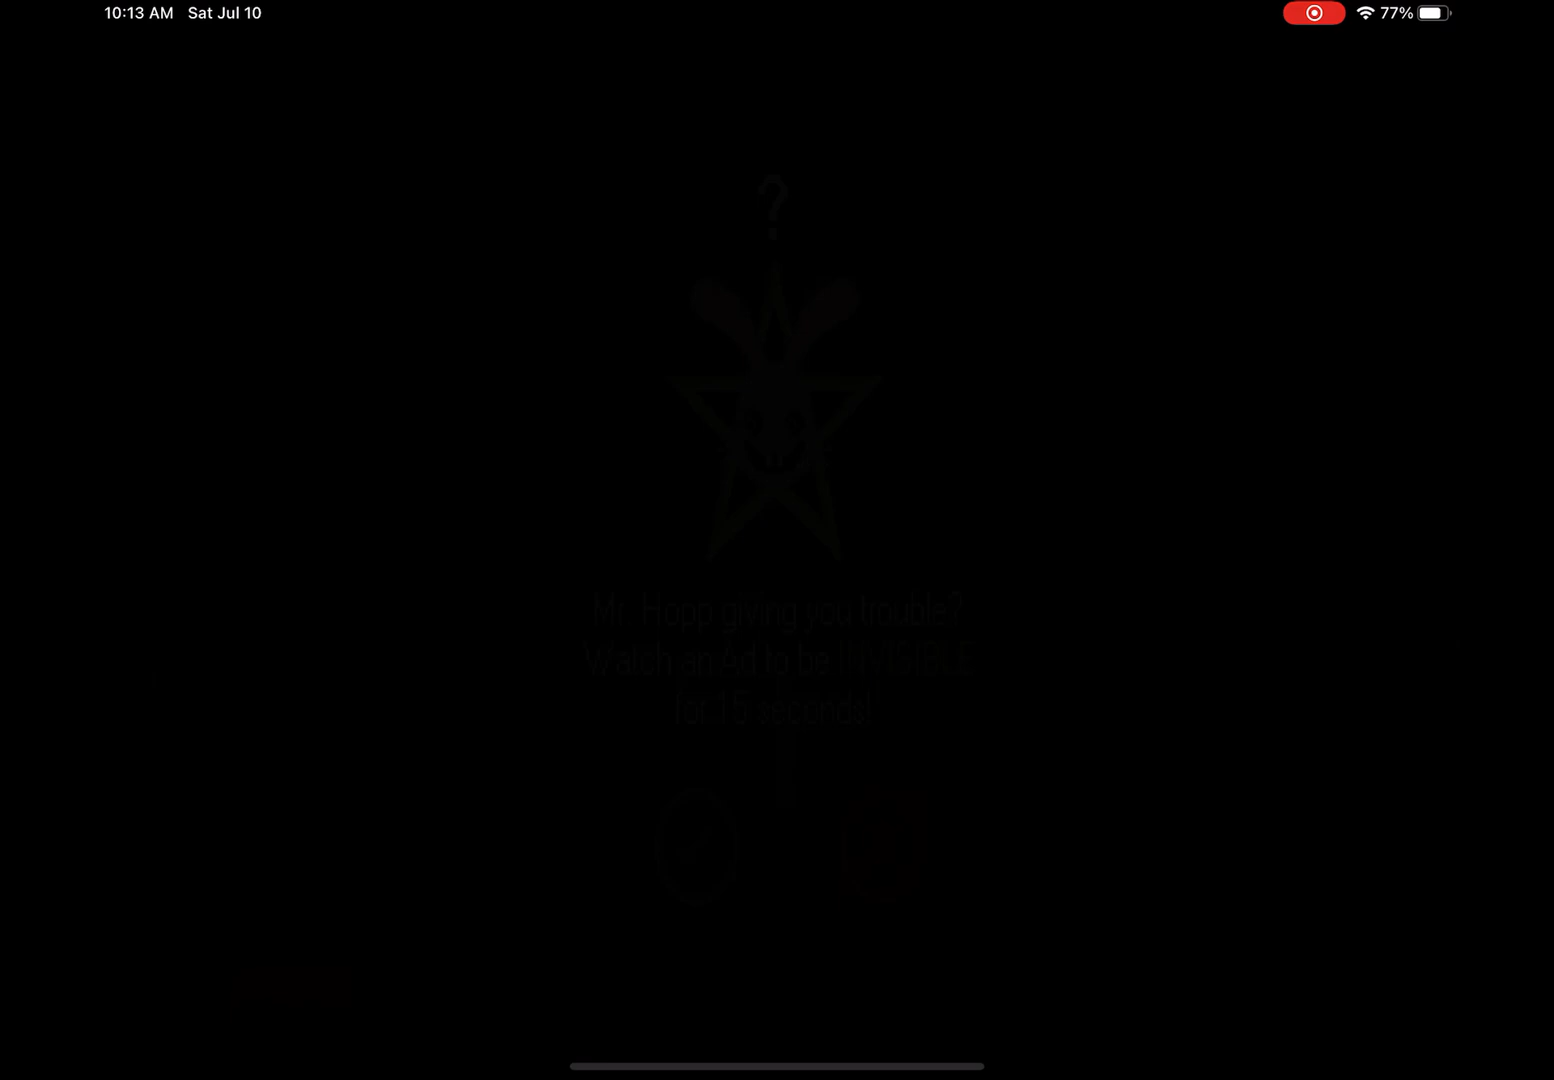 10:13 AM Sat Jul 10
77%
?
Mr. Hopp giving you trouble?
Watch an Ad to be INVISIBLE
for 15 seconds!